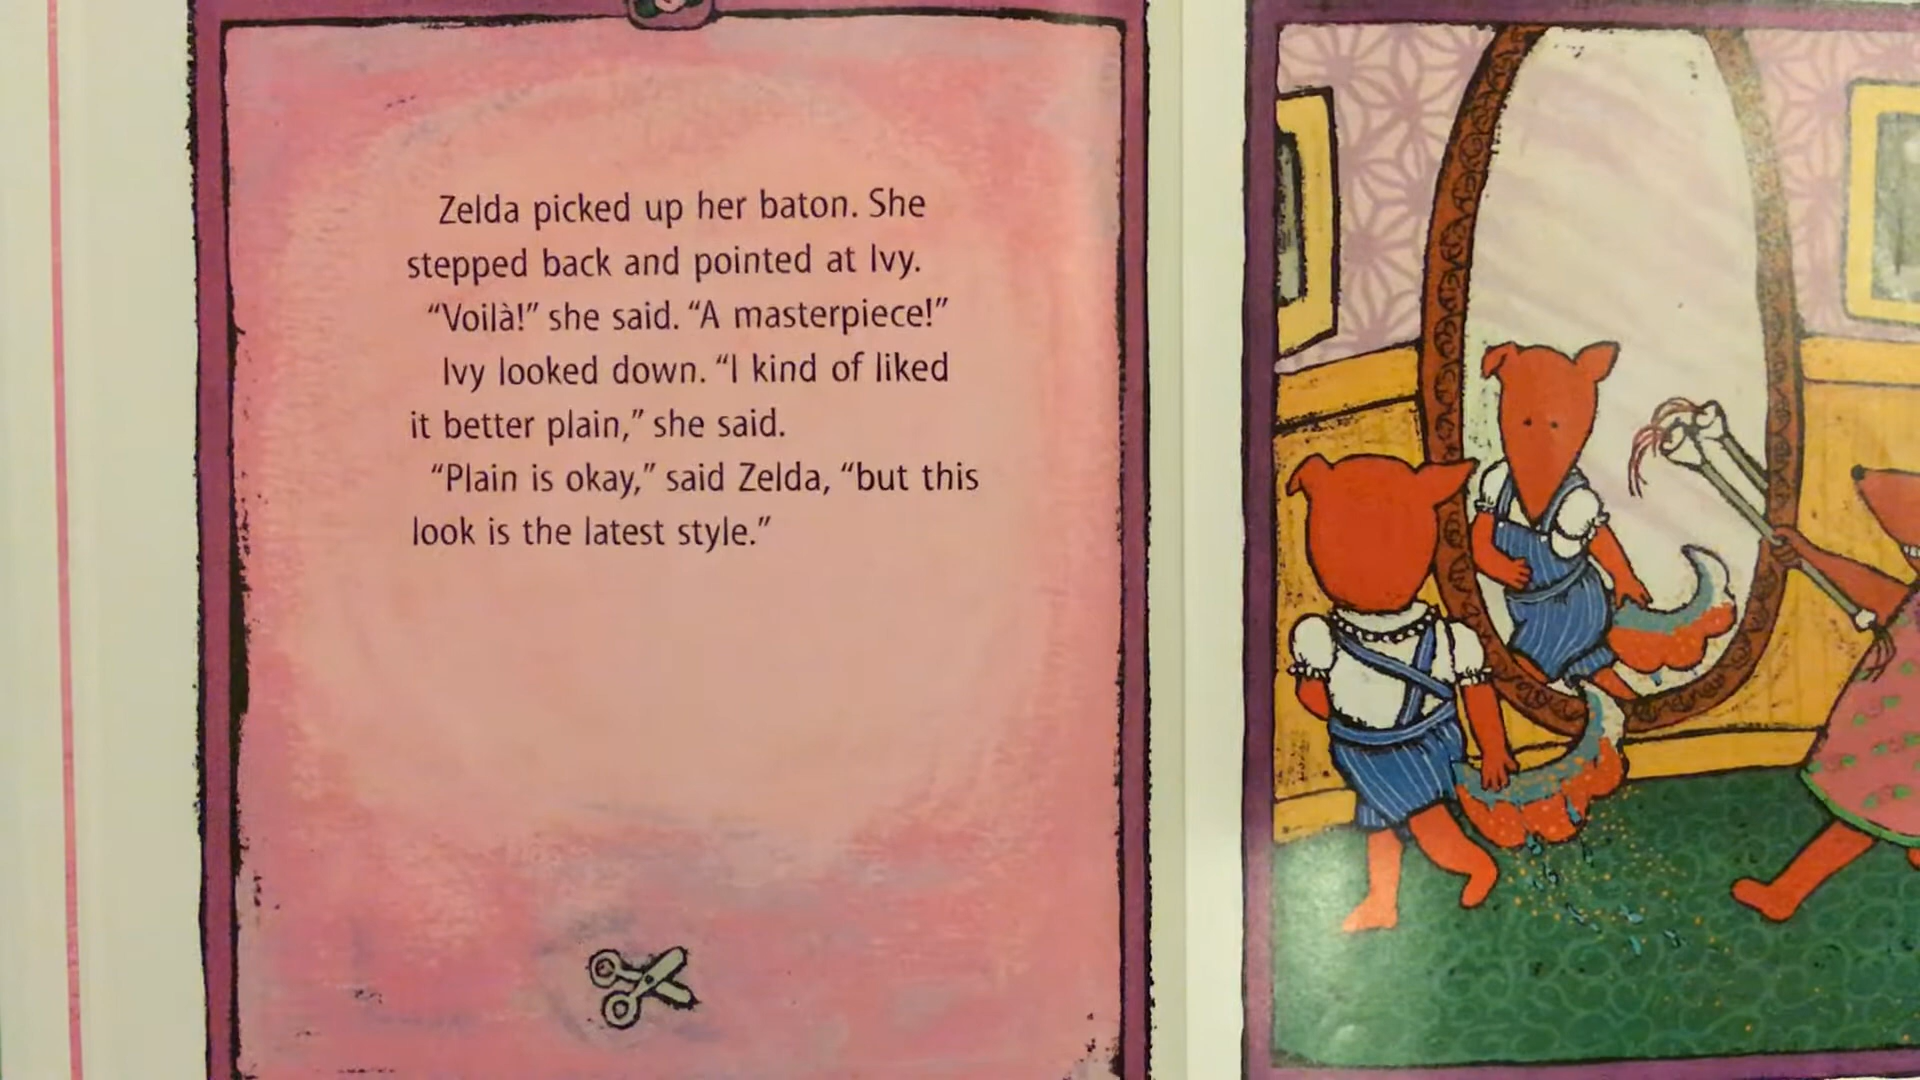 Zelda picked up her baton. She
stepped back and pointed at Ivy.
“Voilà!” she said. “A masterpiece!”
Ivy looked down. “I kind of liked
it better plain,” she said.
“Plain is okay,” said Zelda, “but this
look is the latest style.”